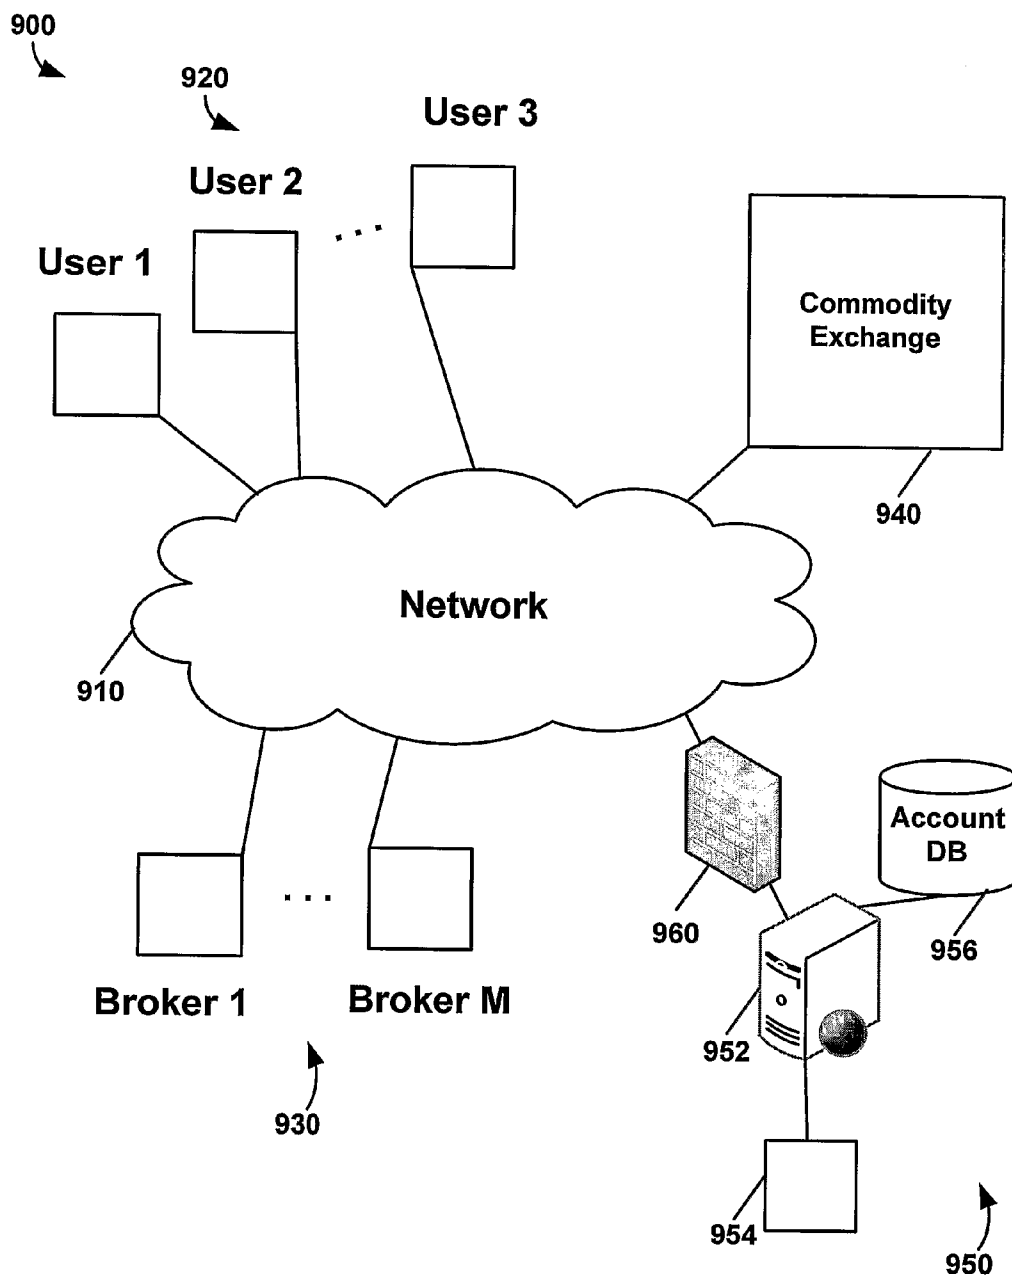 900
920
User 3
User 2
User 1
...
Commodity
Exchange
940
Network
910
Account
DB
...
960
956
Broker 1
Broker M
952
930
954
950